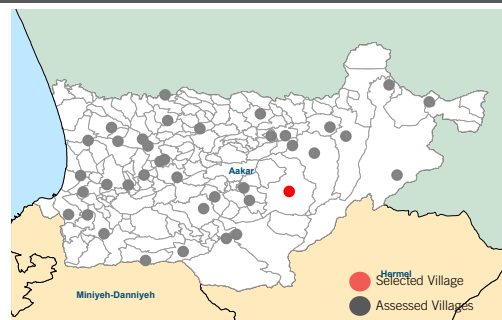 Aakar
Hermel
Selected Village
Miniyeh-Danniyeh
Assessed Villages